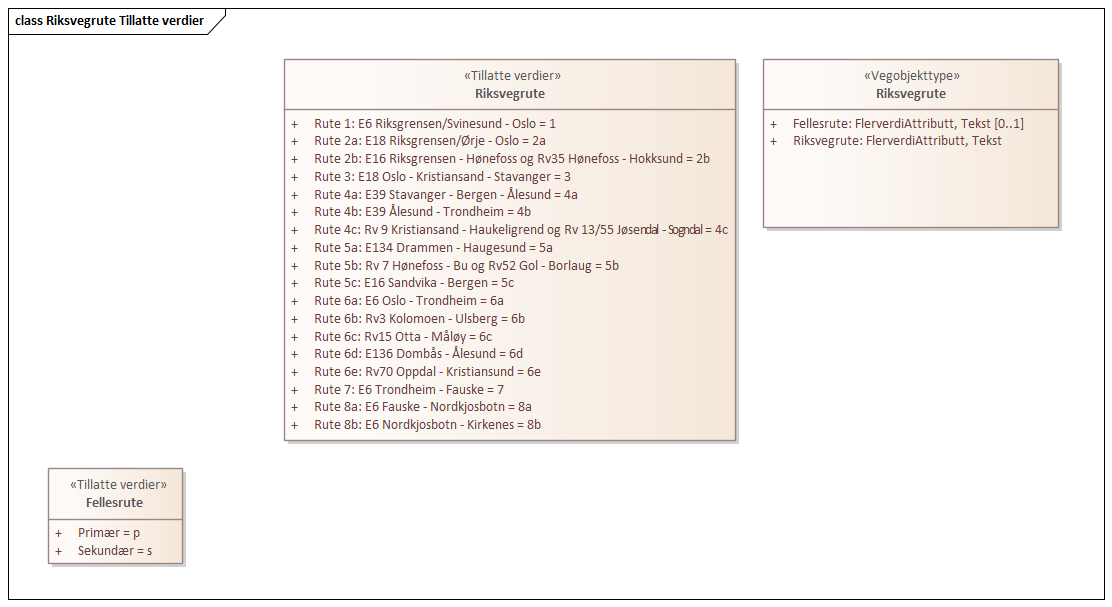 class Riksvegrute Tillatte verdier
«Tillatte verdier»
Riksvegrute
+ Rute 1: E6 Riksgrensen/Svinesund - Oslo = 1
+ Rute 2a: E18 Riksgrensen/Ørje - Oslo = 2a
+ Rute 2b: E16 Riksgrensen - Hønefoss og Rv35 Hønefoss - Hokksund = 2b
+ Rute 3: E18 Oslo - Kristiansand - Stavanger = 3
+ Rute 4a: E39 Stavanger - Bergen - Ålesund = 4a
+ Rute 4b: E39 Ålesund - Trondheim = 4b
+ Rute 4c: Rv 9 Kristiansand - Haukeligrend og Rv 13/55 Jøsendal - Sogndal = 4c
+ Rute 5a: E134 Drammen - Haugesund = 5a
+ Rute 5b: Rv 7 Hønefoss - Bu og Rv52 Gol - Borlaug = 5b
+ Rute 5c: E16 Sandvika - Bergen = 5c
+ Rute 6a: E6 Oslo - Trondheim = 6a
+ Rute 6b: Rv3 Kolomoen - Ulsberg = 6b
+ Rute 6c: Rv15 Otta - Måløy = 6c
+ Rute 6d: E136 Dombås - Ålesund = 6d
+ Rute 6e: Rv70 Oppdal - Kristiansund = 6e
+ Rute 7: E6 Trondheim - Fauske = 7
+ Rute 8a: E6 Fauske - Nordkjosbotn = 8a
+ Rute 8b: E6 Nordkjosbotn - Kirkenes = 8b
«Vegobjekttype»
Riksvegrute
+ Fellesrute: FlerverdiAttributt, Tekst [0..1]
+ Riksvegrute: FlerverdiAttributt, Tekst
«Tillatte verdier»
Fellesrute
+ Primær = p
+ Sekundær = s